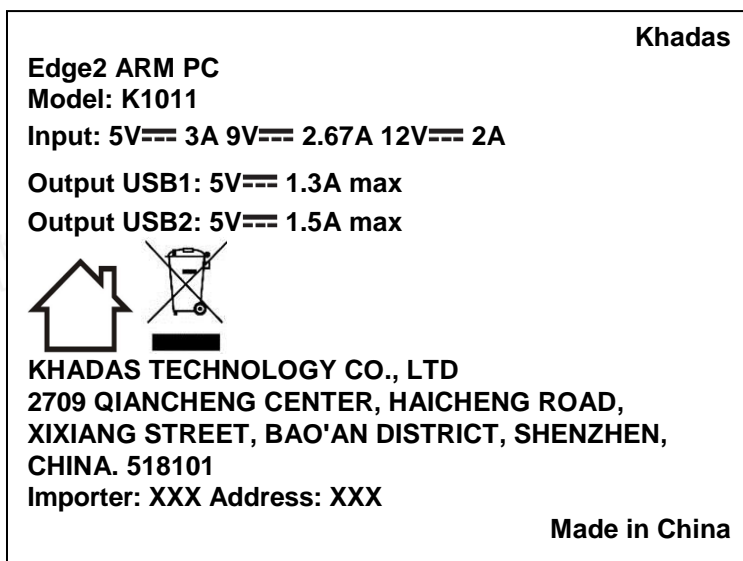 Khadas
Edge2 ARM PC
Model: K1011
Input: 5V⎓ 3A 9V⎓ 2.67A 12V⎓ 2A
Output USB1: 5V⎓ 1.3A max
Output USB2: 5V⎓ 1.5A max
KHADAS TECHNOLOGY CO., LTD
2709 QIANCHENG CENTER, HAICHENG ROAD,
XIXIANG STREET, BAO'AN DISTRICT, SHENZHEN,
CHINA. 518101
Importer: XXX Address: XXX
Made in China